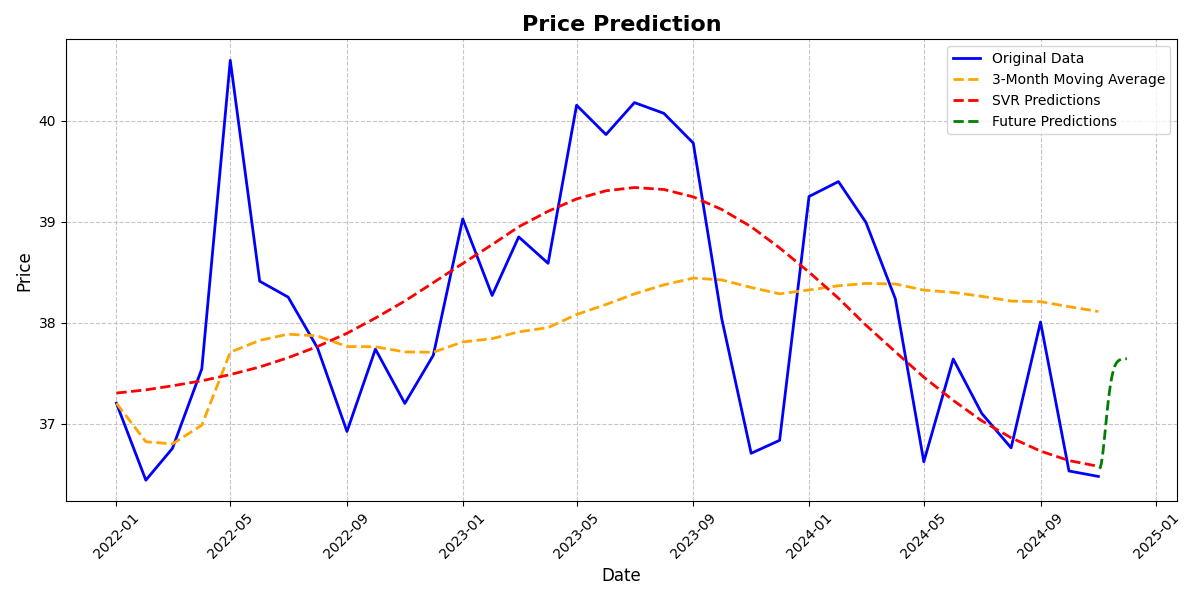 Price Prediction
Original Data
3-Month Moving Average
SVR Predictions
Future Predictions
Price
40
39
38
37
2022-01
2022-05
2022-09
2023-01
2023-05
2023-09
2024-01
2024-05
2024-09
2025-01
Date